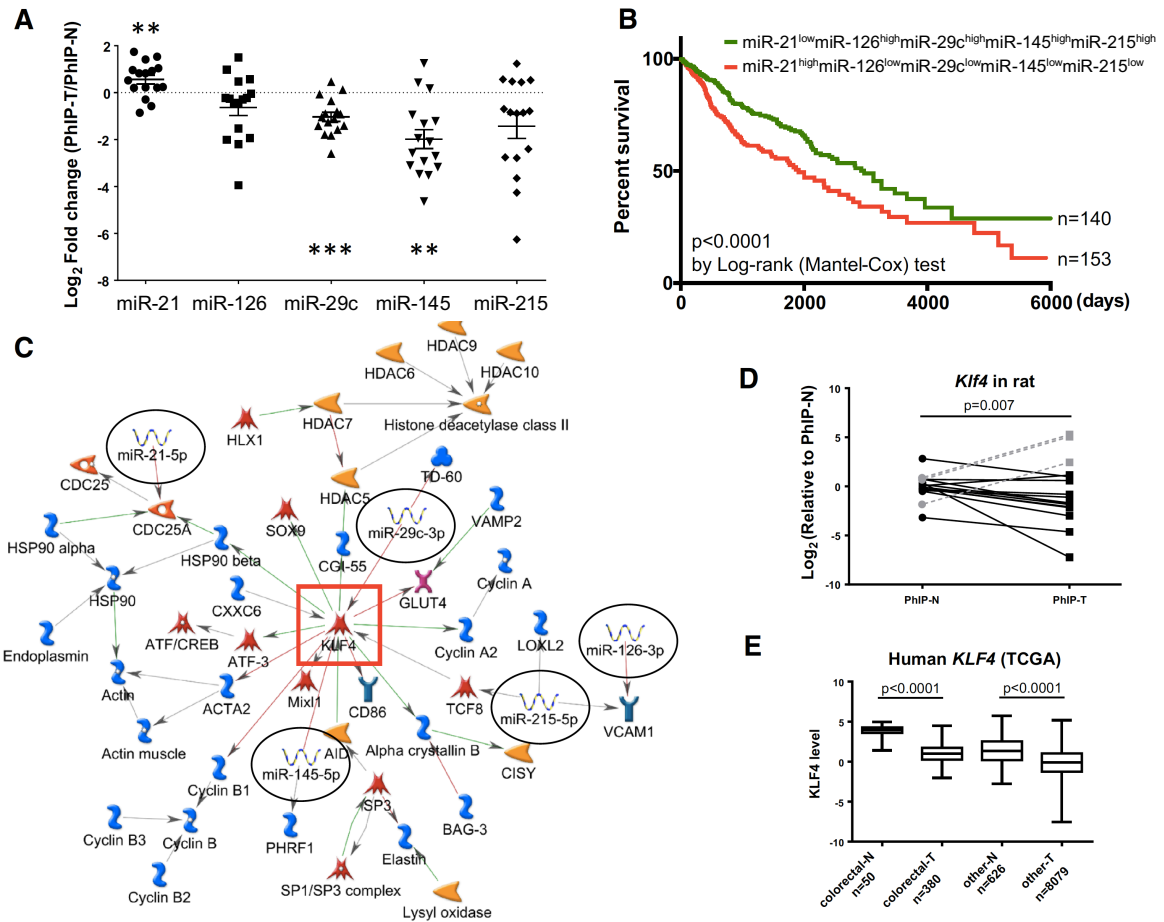 A
**
Log2 Fold change (PhIP-T/PhIP-N)
2
0
-2
-4
-6
-8
***
**
miR-21
miR-126
miR-29c
miR-145
miR-215
B
miR-21lowmiR-126highmiR-29chighmiR-145highmiR-215high
miR-21highmiR-126lowmiR-29clowmiR-145lowmiR-215low
Percent survival
100
50
0
n=140
n=153
p<0.0001
by Log-rank (Mantel-Cox) test
0
2000
4000
6000
(days)
C
HDAC9
HDAC6
HDAC10
HLX1
HDAC7
Histone deacetylase class II
miR-21-5p
TD-60
CDC25
HDAC5
VAMP2
CDC25A
SOX9
miR-29c-3p
HSP90 alpha
HSP90 beta
CGI-55
Cyclin A
HSP90
CXXC6
GLUT4
Endoplasmin
ATF/CREB
ATF-3
KLF4
Cyclin A2
LOXL2
miR-126-3p
Actin
ACTA2
Mixl1
CD86
TCF8
miR-215-5p
VCAM1
Actin muscle
AID
Alpha crystallin B
CISY
miR-145-5p
Cyclin B1
SP3
BAG-3
Cyclin B3
Cyclin B
PHRF1
Elastin
Cyclin B2
SP1/SP3 complex
Lysyl oxidase
D
Klf4 in rat
p=0.007
Log2 (Relative to PhIP-N)
10
5
0
-5
-10
PhIP-N
PhIP-T
E
Human KLF4 (TCGA)
p<0.0001
p<0.0001
KLF4 level
10
5
0
-5
-10
colorectal-N
n=50
colorectal-T
n=380
other-N
n=626
other-T
n=8079